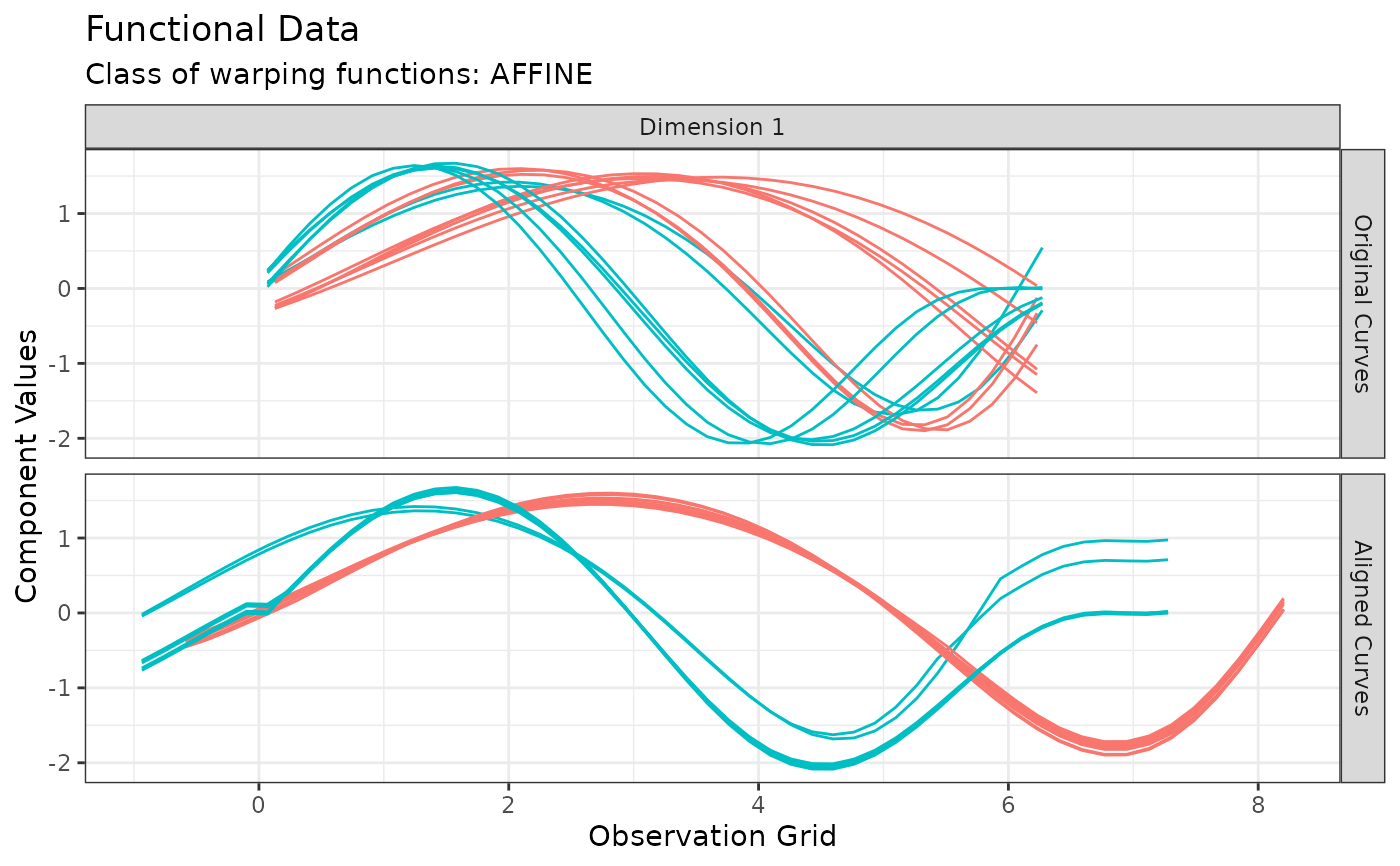 Functional Data
Class of warping functions: AFFINE
Dimension 1
Component Values
1
0
-1
-2
Original Curves
1
0
-1
-2
Aligned Curves
0 2 4 6 8
Observation Grid